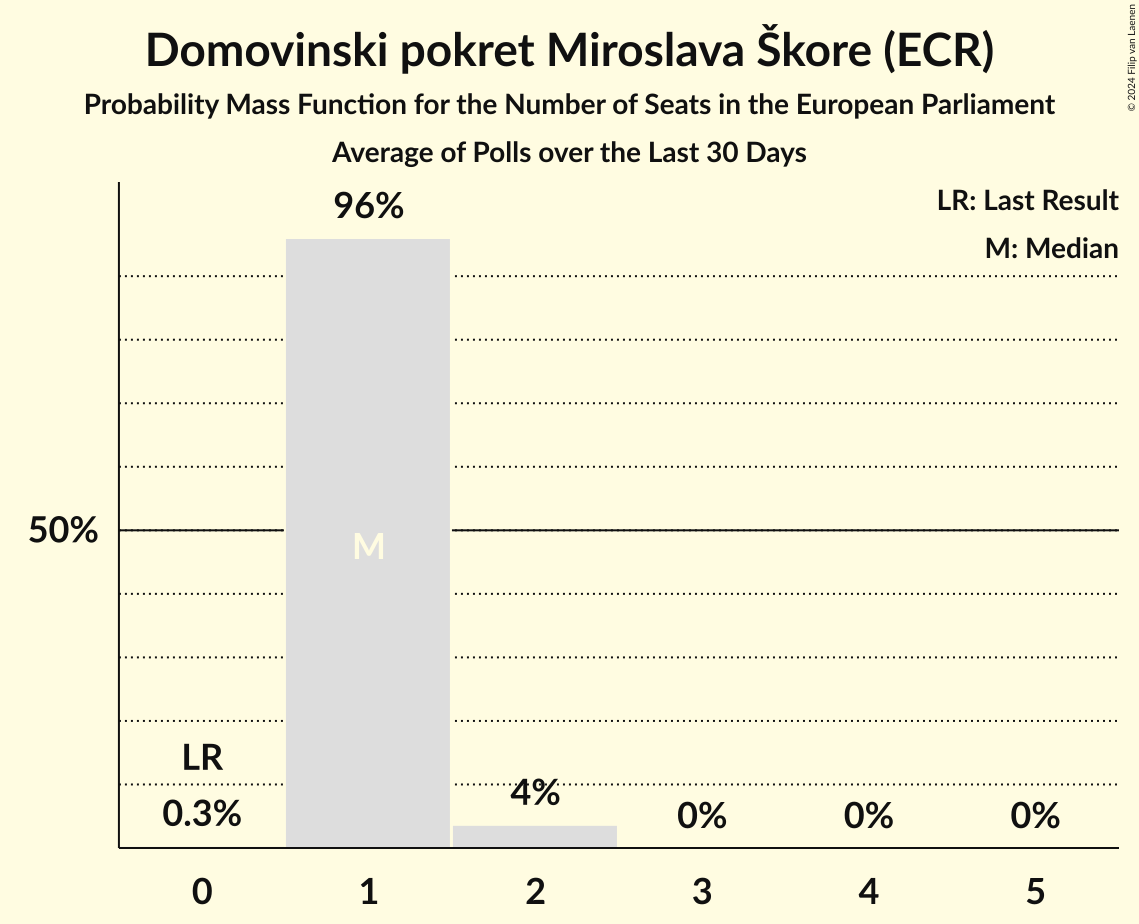 Domovinski pokret Miroslava Škore (ECR)
Probability Mass Function for the Number of Seats in the European Parliament
Average of Polls over the Last 30 Days
© 2024 Filip van Laenen
LR: Last Result
M: Median
96%
50%
M
LR
0.3%
4%
0%
0%
0%
0
1
2
3
4
5